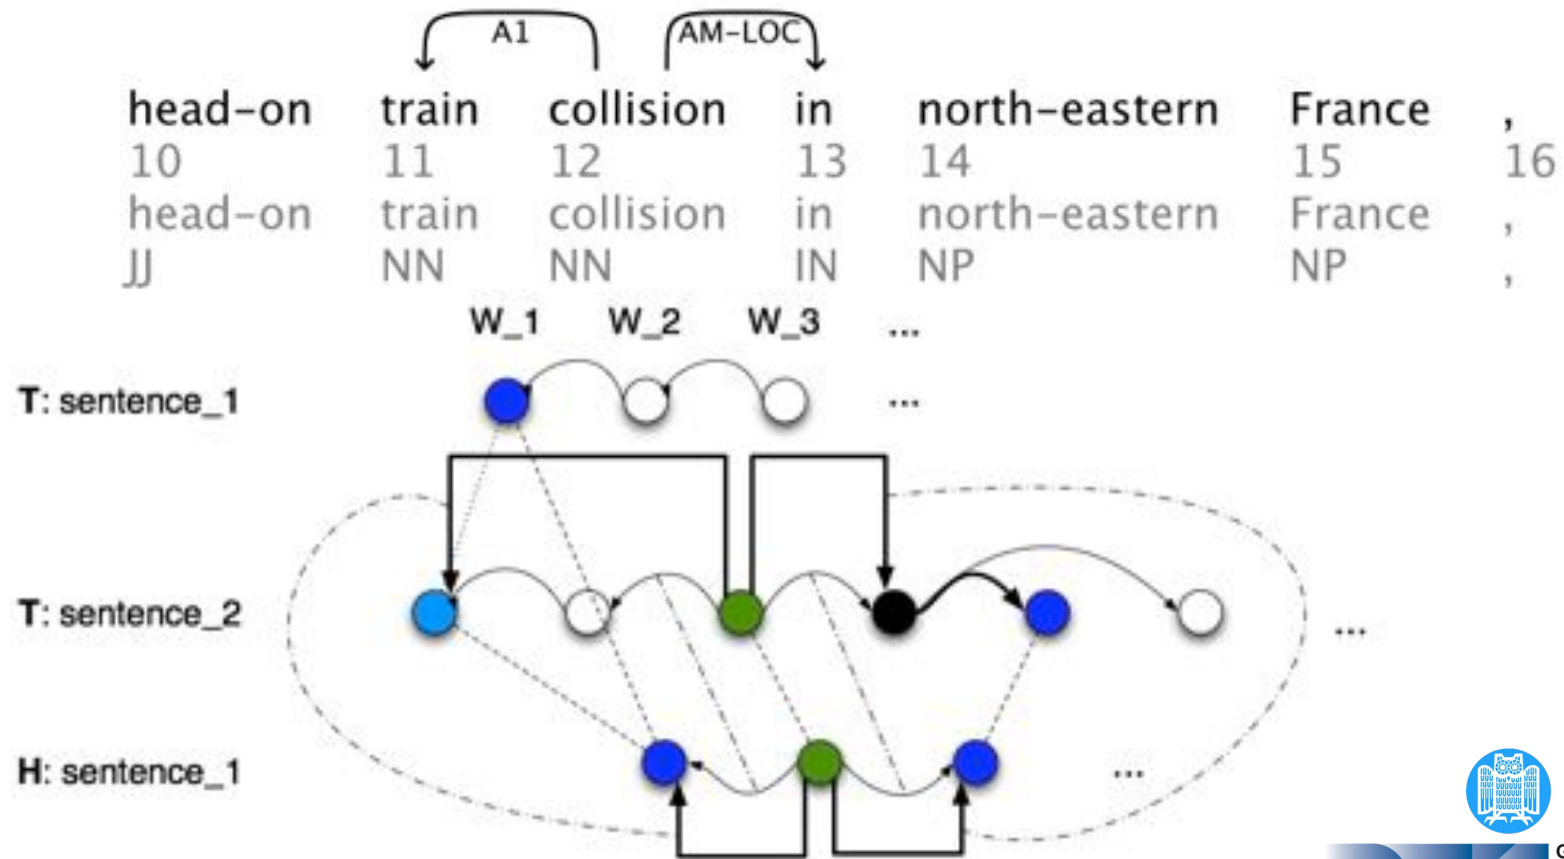 A1 AM-LOC
head-on train collision in north-eastern France ,
10 11 12 13 14 15 16
head-on train collision in north-eastern France ,
JJ NN NN IN NP NP ,
W_1 W_2 W_3 ...
T: sentence_1 ...
T: sentence_2 ...
H: sentence_1 ...